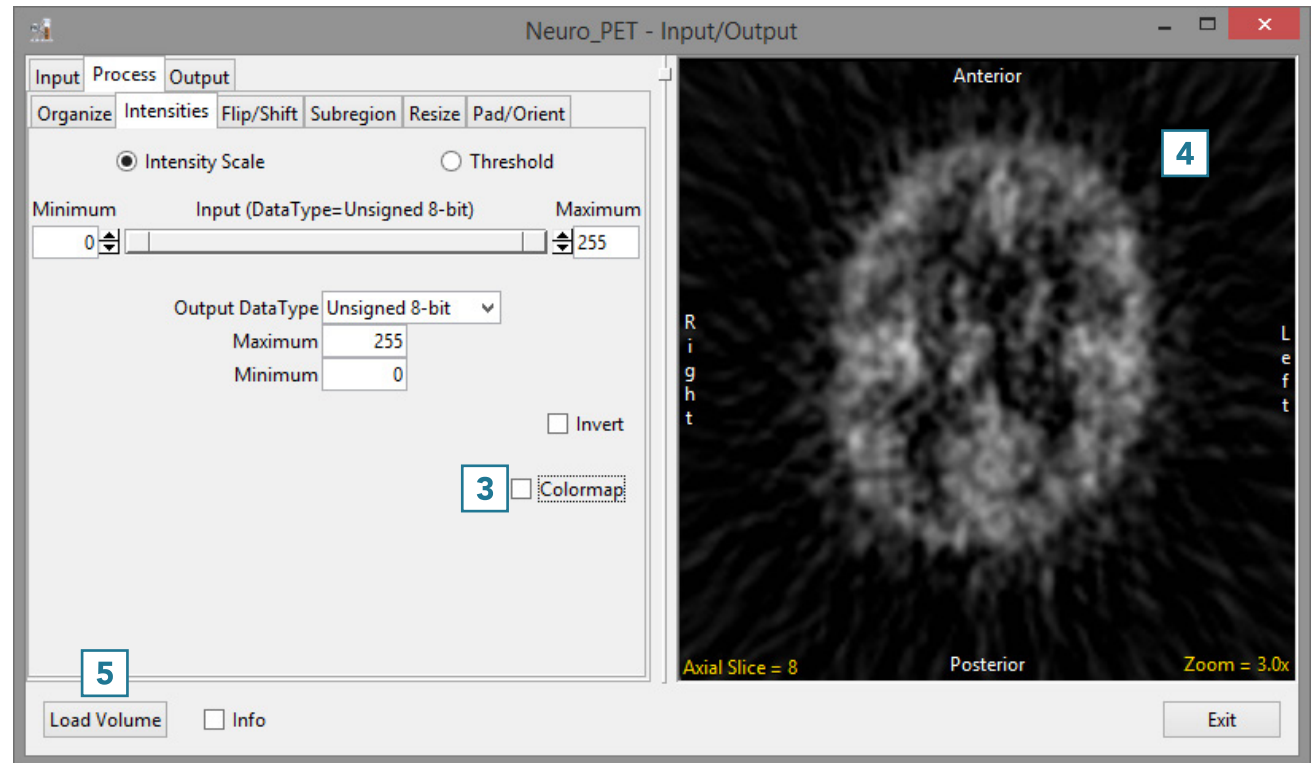 Neuro_PET - Input/Output
Input Process Output
Organize Intensities Flip/Shift Subregion Resize Pad/Orient
Intensity Scale Threshold
Minimum Input (DataType=Unsigned 8-bit) Maximum
0 255
Output DataType Unsigned 8-bit
Maximum 255
Minimum 0
Invert
3 Colormap
5
Load Volume Info
Anterior
4
Right
Left
Axial Slice = 8 Posterior Zoom = 3.0x
Exit